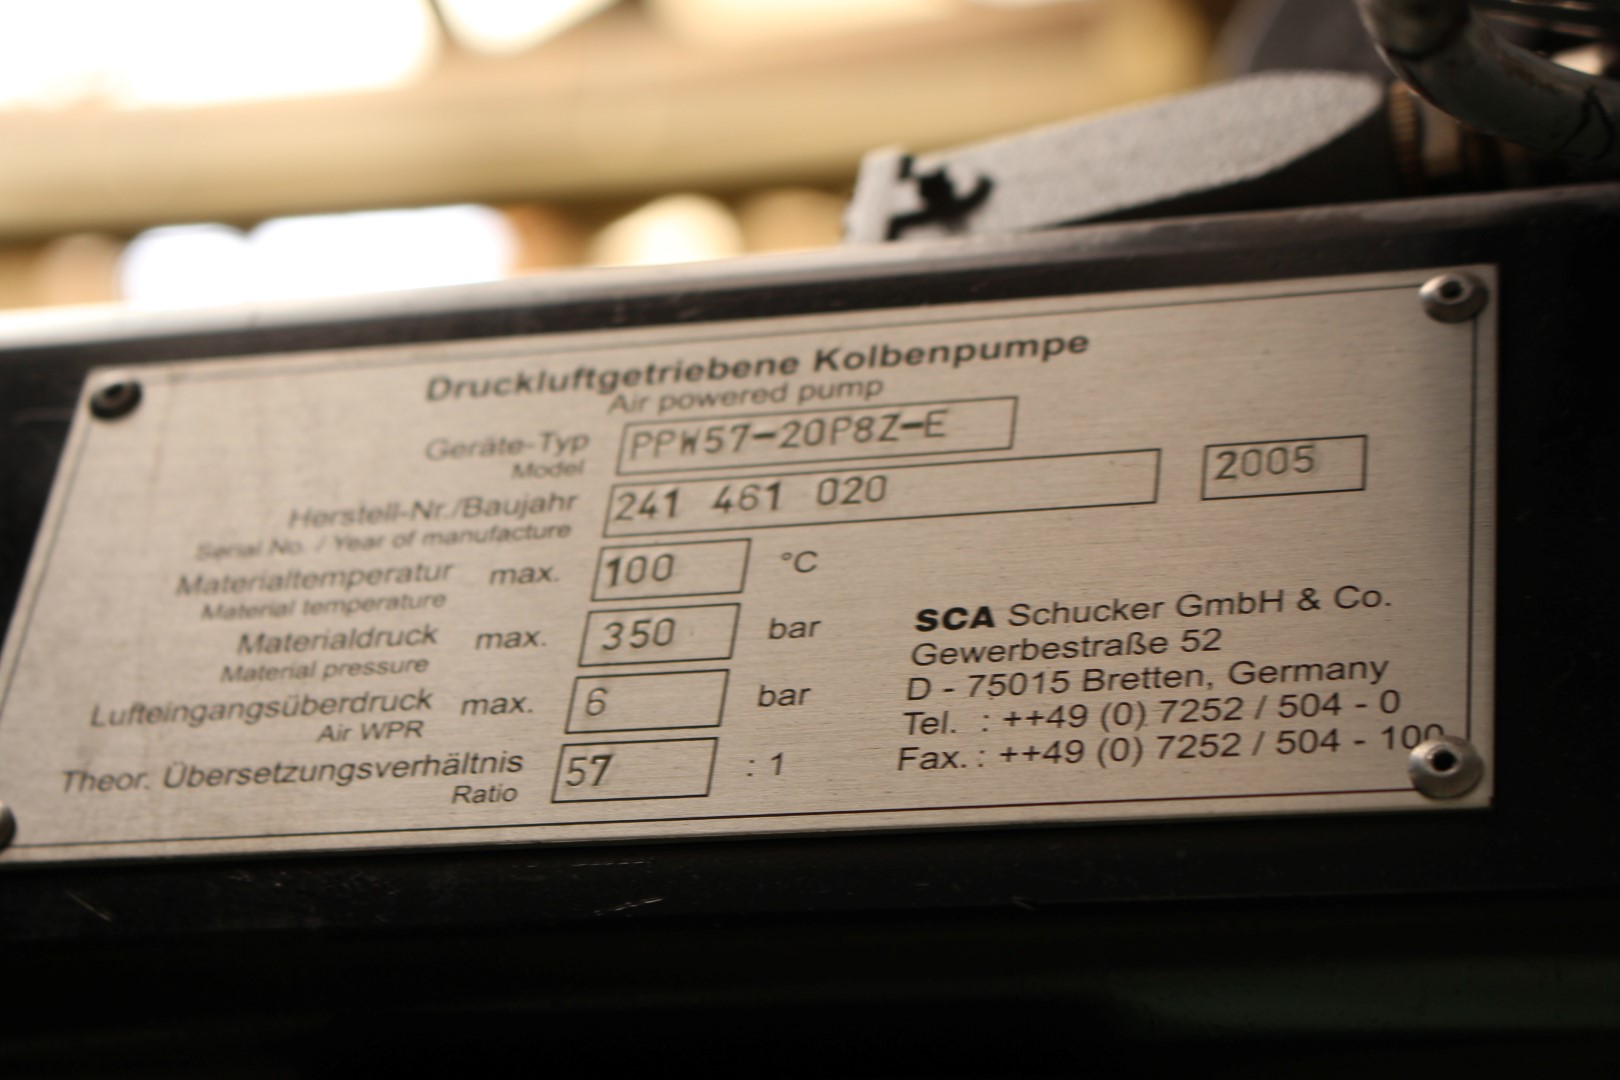 Druckluftgetriebene Kolbenpumpe
Air powered pump
Geräte-Typ PPW57-20P8Z-E
Model
Herstell-Nr./Baujahr 241 461 020 2005
Serial No. / Year of manufacture
Materialtemperatur max. 100 °C
Material temperature
Materialdruck max. 350 bar
Material pressure
Lufteingangsüberdruck max. 6 bar
Air WPR
Theor. Übersetzungsverhältnis 57 : 1
Ratio
SCA Schucker GmbH & Co.
Gewerbestraße 52
D - 75015 Bretten, Germany
Tel. : ++49 (0) 7252 / 504 - 0
Fax. : ++49 (0) 7252 / 504 - 100